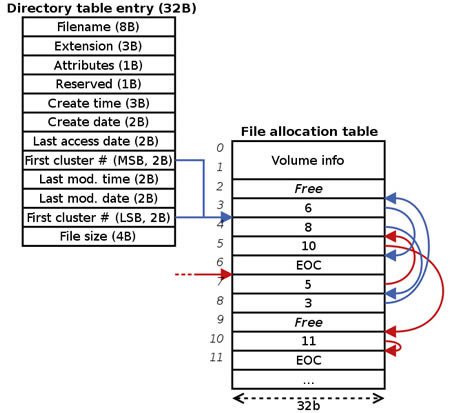 Directory table entry (32B)
Filename (8B)
Extension (3B)
Attributes (1B)
Reserved (1B)
Create time (3B)
Create date (2B)
Last access date (2B)
First cluster # (MSB, 2B)
Last mod. time (2B)
Last mod. date (2B)
First cluster # (LSB, 2B)
File size (4B)
File allocation table
0
Volume info
1
2
Free
3
6
4
8
5
10
6
EOC
7
5
8
3
9
Free
10
11
11
EOC
...
32b